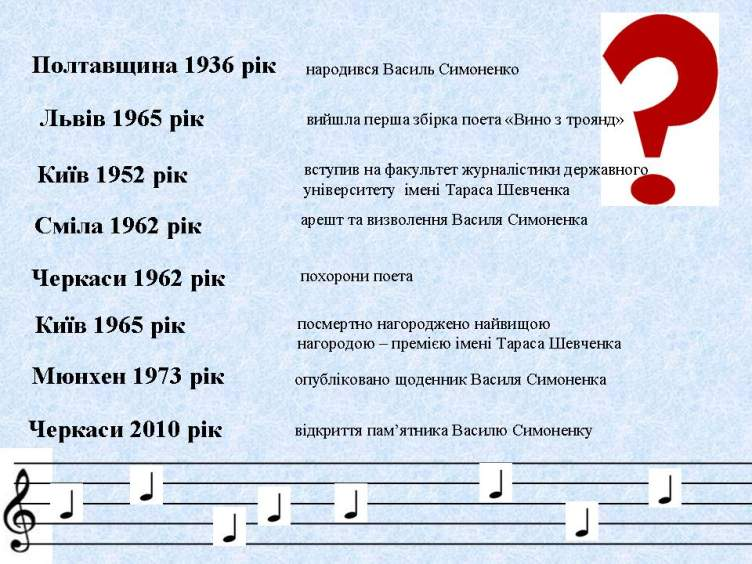 Полтавщина 1936 рік народився Василь Симоненко
Львів 1965 рік вийшла перша збірка поета «Вино з троянд»
Київ 1952 рік вступив на факультет журналістики державного
університету імені Тараса Шевченка
Сміла 1962 рік арешт та визволення Василя Симоненка
Черкаси 1962 рік похорони поета
Київ 1965 рік посмертно нагороджено найвищою
нагородою – премією імені Тараса Шевченка
Мюнхен 1973 рік опубліковано щоденник Василя Симоненка
Черкаси 2010 рік відкриття пам’ятника Василю Симоненку